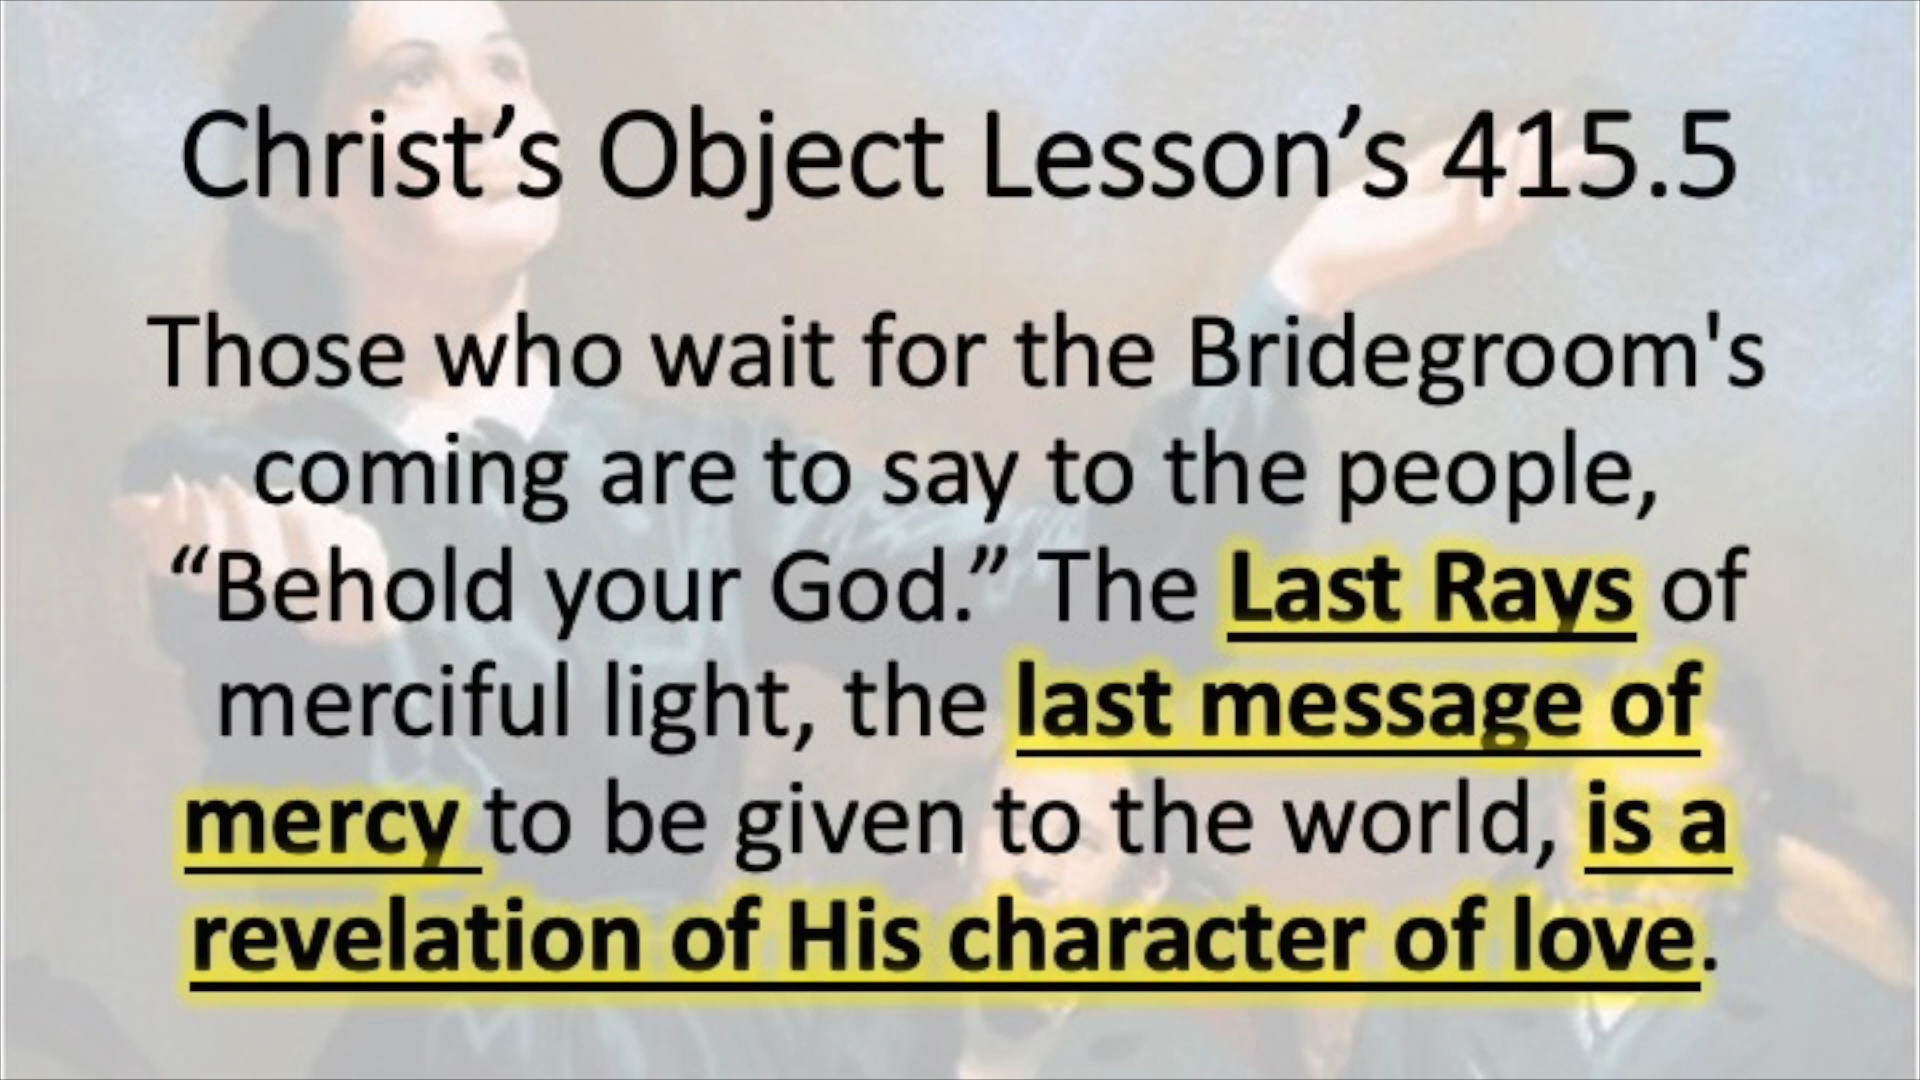 Christ’s Object Lesson’s 415.5
Those who wait for the Bridegroom's
coming are to say to the people,
“Behold your God.” The Last Rays of
merciful light, the last message of
mercy to be given to the world, is a
revelation of His character of love.